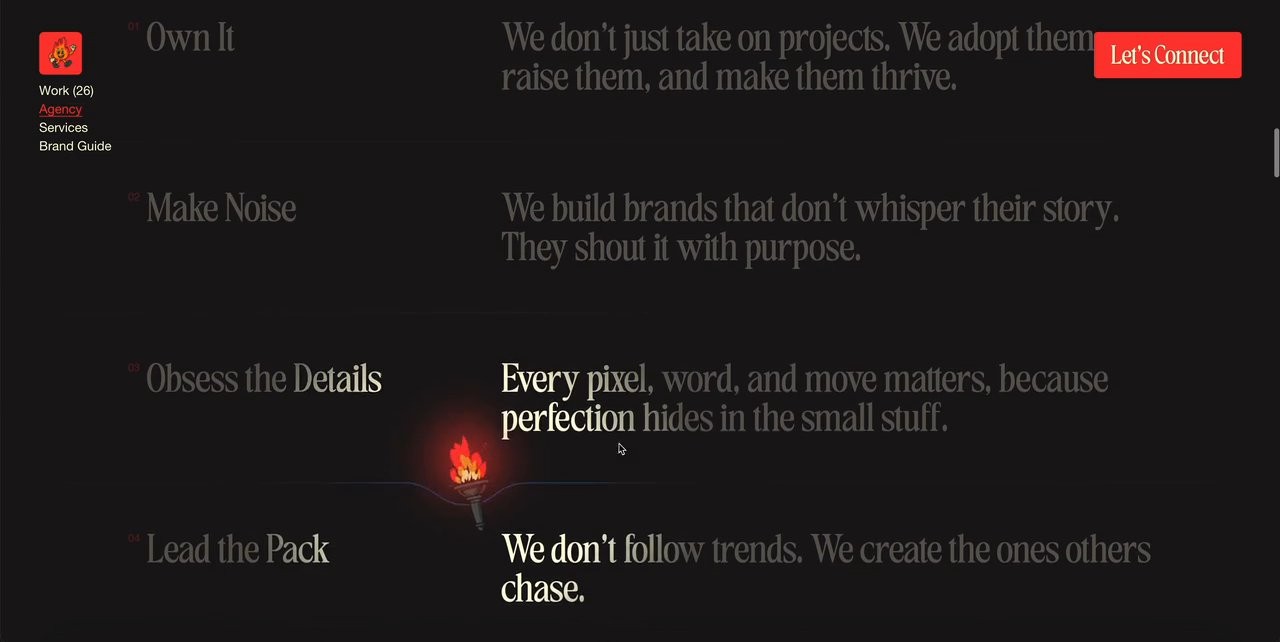 Work (26)
Agency
Services
Brand Guide
Let's Connect
01 Own It
We don't just take on projects. We adopt them
raise them, and make them thrive.
02 Make Noise
We build brands that don't whisper their story.
They shout it with purpose.
03 Obsess the Details
Every pixel, word, and move matters, because
perfection hides in the small stuff.
04 Lead the Pack
We don't follow trends. We create the ones others
chase.